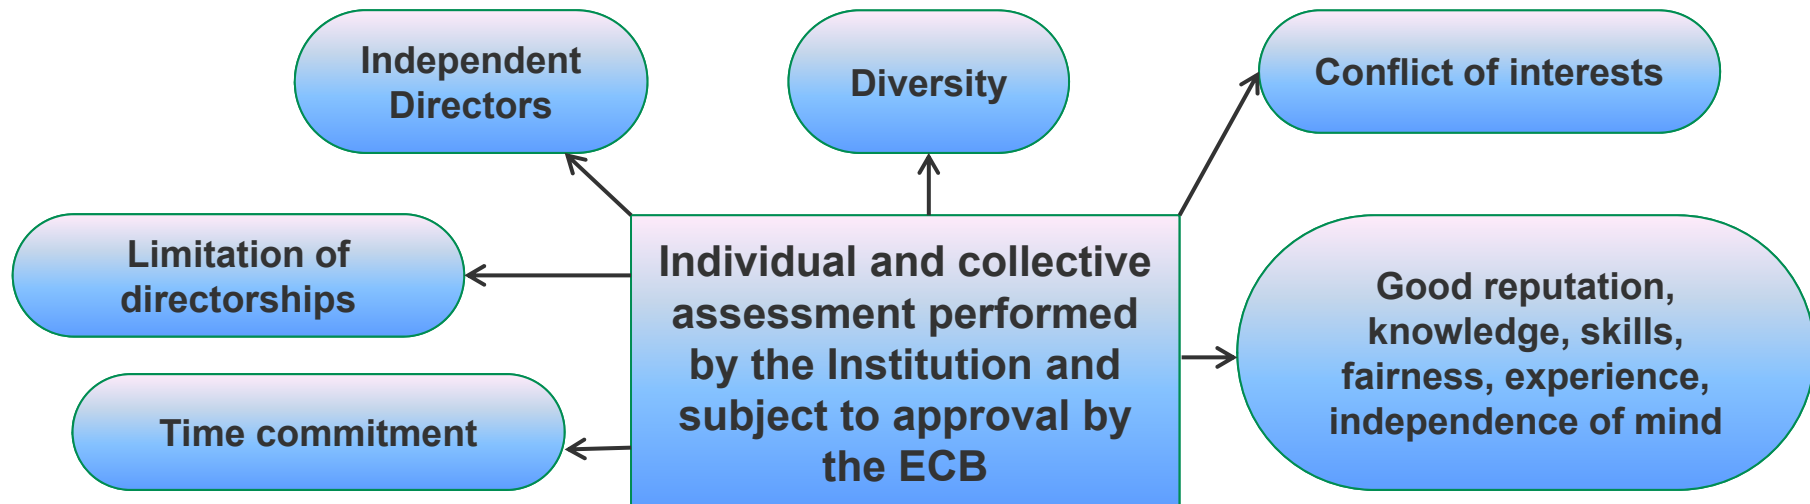 Independent
Directors
Diversity
Conflict of interests
Limitation of
directorships
Individual and collective
assessment performed
by the Institution and
subject to approval by
the ECB
Good reputation,
knowledge, skills,
fairness, experience,
independence of mind
Time commitment